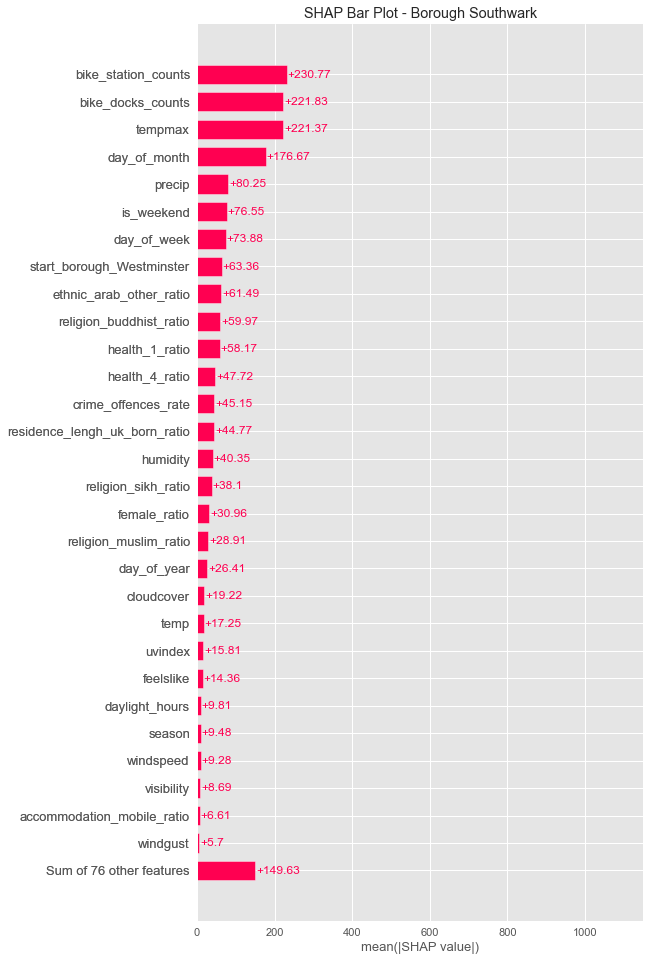 SHAP Bar Plot - Borough Southwark
bike_station_counts +230.77
bike_docks_counts +221.83
tempmax +221.37
day_of_month +176.67
precip +80.25
is_weekend +76.55
day_of_week +73.88
start_borough_Westminster +63.36
ethnic_arab_other_ratio +61.49
religion_buddhist_ratio +59.97
health_1_ratio +58.17
health_4_ratio +47.72
crime_offences_rate +45.15
residence_lengh_uk_born_ratio +44.77
humidity +40.35
religion_sikh_ratio +38.1
female_ratio +30.96
religion_muslim_ratio +28.91
day_of_year +26.41
cloudcover +19.22
temp +17.25
uvindex +15.81
feelslike +14.36
daylight_hours +9.81
season +9.48
windspeed +9.28
visibility +8.69
accommodation_mobile_ratio +6.61
windgust +5.7
Sum of 76 other features +149.63
0 200 400 600 800 1000
mean(|SHAP value|)